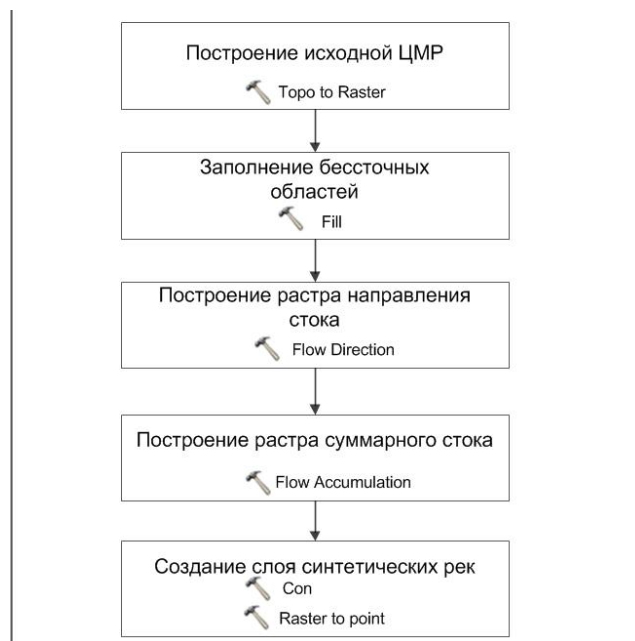 Построение исходной ЦМР
Topo to Raster
Заполнение бессточных
областей
Fill
Построение растра направления
стока
Flow Direction
Построение растра суммарного стока
Flow Accumulation
Создание слоя синтетических рек
Con
Raster to point